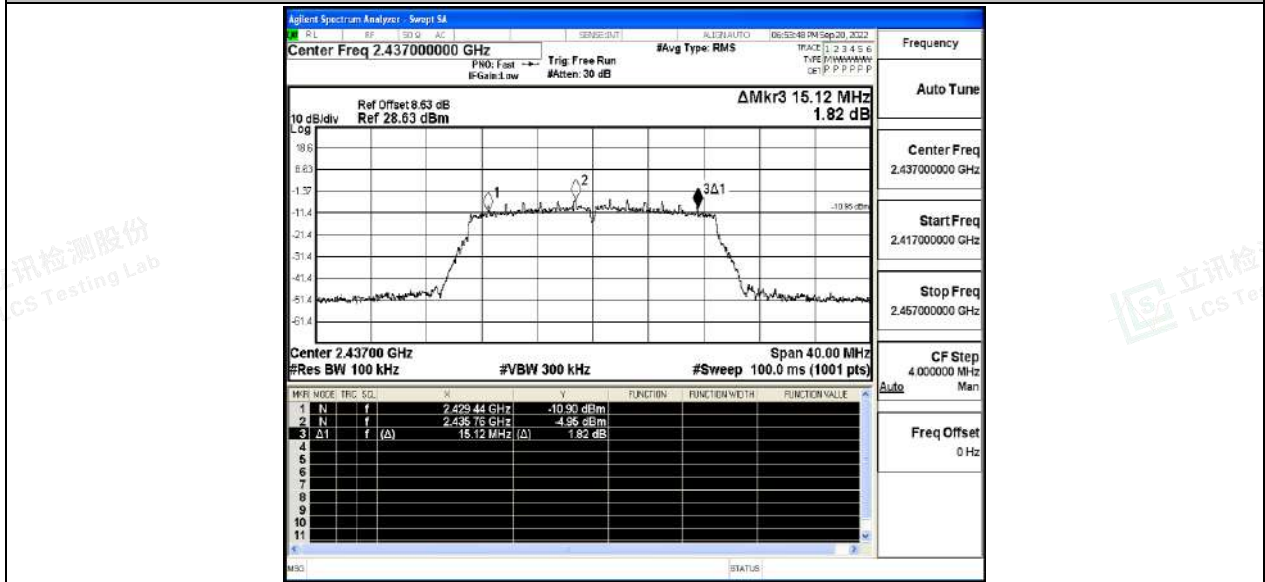 Agilent Spectrum Analyzer - Swept SA
RL RF 50 Ω AC SENSE:INT ALIGNAUTO 06:53:48 PM Sep 20, 2022
Center Freq 2.437000000 GHz
#Avg Type: RMS
TRACE 1 2 3 4 5 6
PNO: Fast
Trig: Free Run
TYPE MWWWWW
IFGain:Low
#Atten: 30 dB
DET P P P P P P
ΔMkr3 15.12 MHz
1.82 dB
Ref Offset 8.63 dB
10 dB/div Ref 28.63 dBm
Log
18.6
8.63
-1.37
-11.4
-21.4
-31.4
-41.4
-51.4
-61.4
1
2
3Δ1
-10.95 dBm
Center 2.43700 GHz
Span 40.00 MHz
#Res BW 100 kHz
#VBW 300 kHz
#Sweep 100.0 ms (1001 pts)
MKR MODE TRC SCL X Y FUNCTION FUNCTION WIDTH FUNCTION VALUE
1 N f 2.429 44 GHz -10.90 dBm
2 N f 2.435 76 GHz -4.95 dBm
3 Δ1 f (Δ) 15.12 MHz (Δ) 1.82 dB
4
5
6
7
8
9
10
11
MSG
STATUS
Frequency
Auto Tune
Center Freq
2.437000000 GHz
Start Freq
2.417000000 GHz
Stop Freq
2.457000000 GHz
CF Step
4.000000 MHz
Auto Man
Freq Offset
0 Hz
立讯检测股份
LCS Testing Lab
立讯检
LCS Te